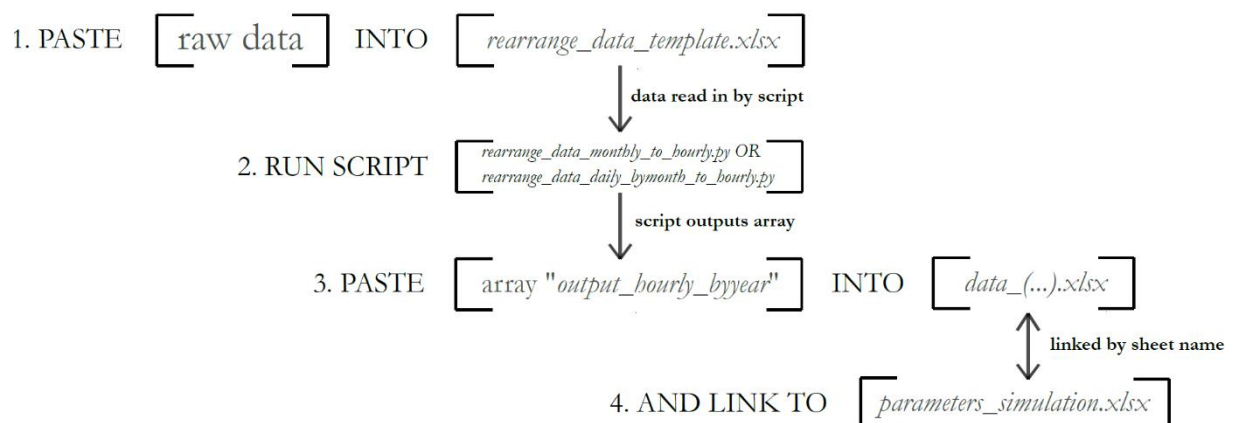 1. PASTE raw data INTO rearrange_data_template.xlsx
data read in by script
2. RUN SCRIPT rearrange_data_monthly_to_hourly.py OR
rearrange_data_daily_bymonth_to_hourly.py
script outputs array
3. PASTE array "output_hourly_byyear" INTO data_(...).xlsx
linked by sheet name
4. AND LINK TO parameters_simulation.xlsx